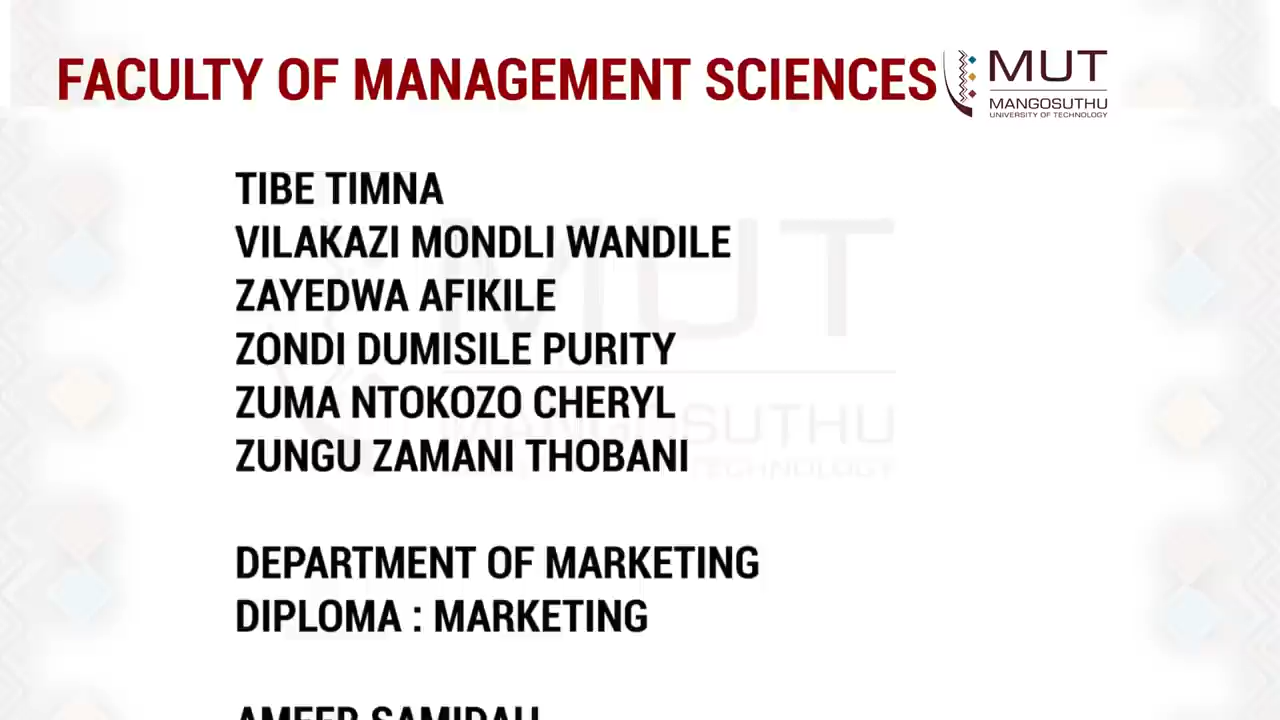 FACULTY OF MANAGEMENT SCIENCES
MUT
MANGOSUTHU
UNIVERSITY OF TECHNOLOGY
TIBE TIMNA
VILAKAZI MONDLI WANDILE
ZAYEDWA AFIKILE
ZONDI DUMISILE PURITY
ZUMA NTOKOZO CHERYL
ZUNGU ZAMANI THOBANI
DEPARTMENT OF MARKETING
DIPLOMA : MARKETING